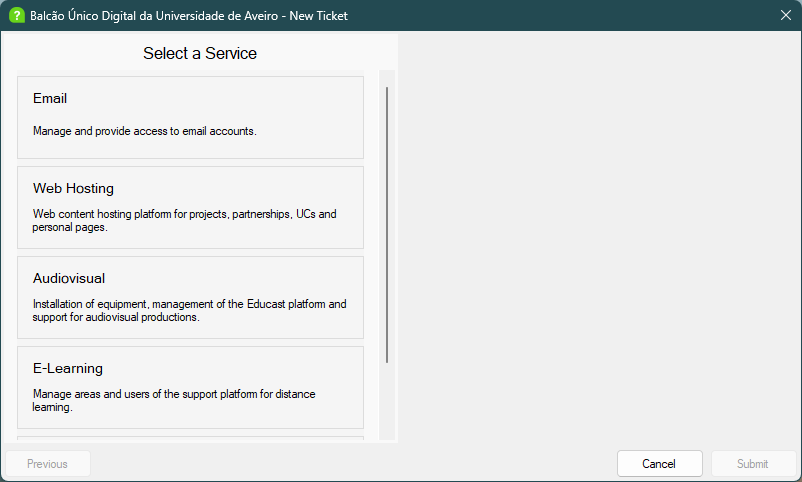 Balcão Único Digital da Universidade de Aveiro - New Ticket
Select a Service
Email
Manage and provide access to email accounts.
Web Hosting
Web content hosting platform for projects, partnerships, UCs and
personal pages.
Audiovisual
Installation of equipment, management of the Educast platform and
support for audiovisual productions.
E-Learning
Manage areas and users of the support platform for distance
learning.
Previous
Cancel
Submit